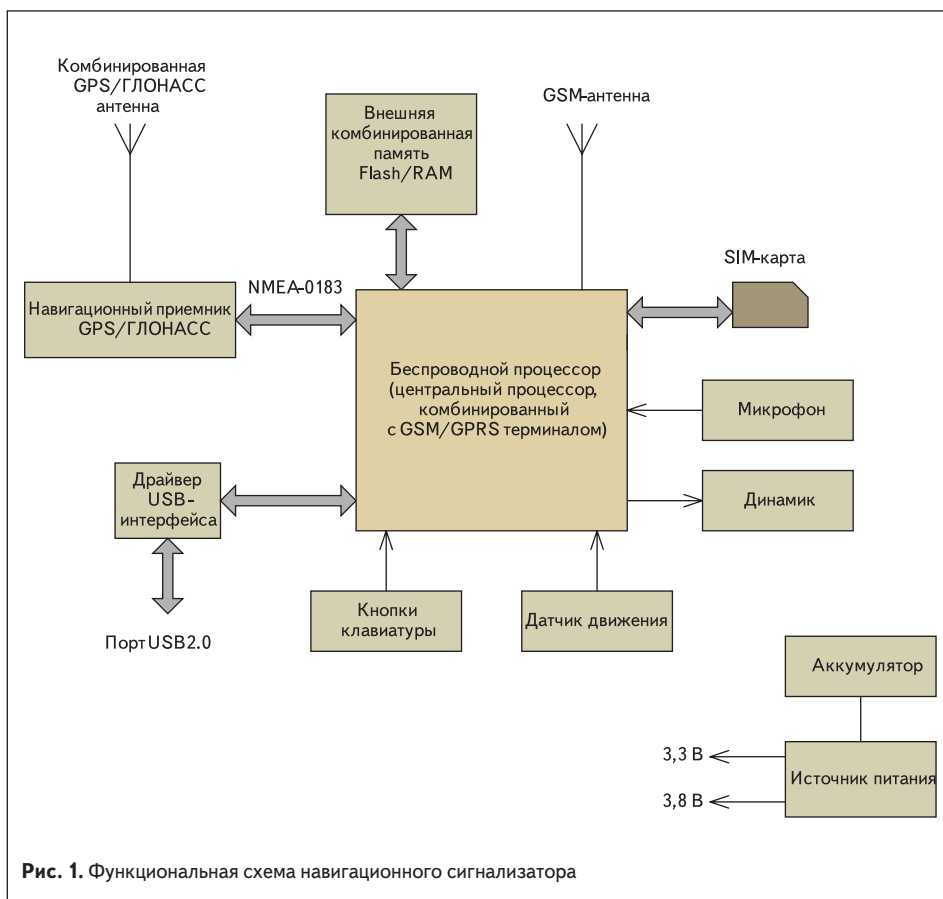 Комбинированная
GPS/ГЛОНАСС
антенна
Внешняя
комбинированная
память
Flash/RAM
GSM-антенна
SIM-карта
NMEA-0183
Навигационный приемник
GPS/ГЛОНАСС
Беспроводной процессор
(центральный процессор,
комбинированный
с GSM/GPRS терминалом)
Микрофон
Динамик
Драйвер
USB-
интерфейса
Порт USB2.0
Кнопки
клавиатуры
Датчик движения
Аккумулятор
3,3 В
3,8 В
Источник питания
Рис. 1. Функциональная схема навигационного сигнализатора